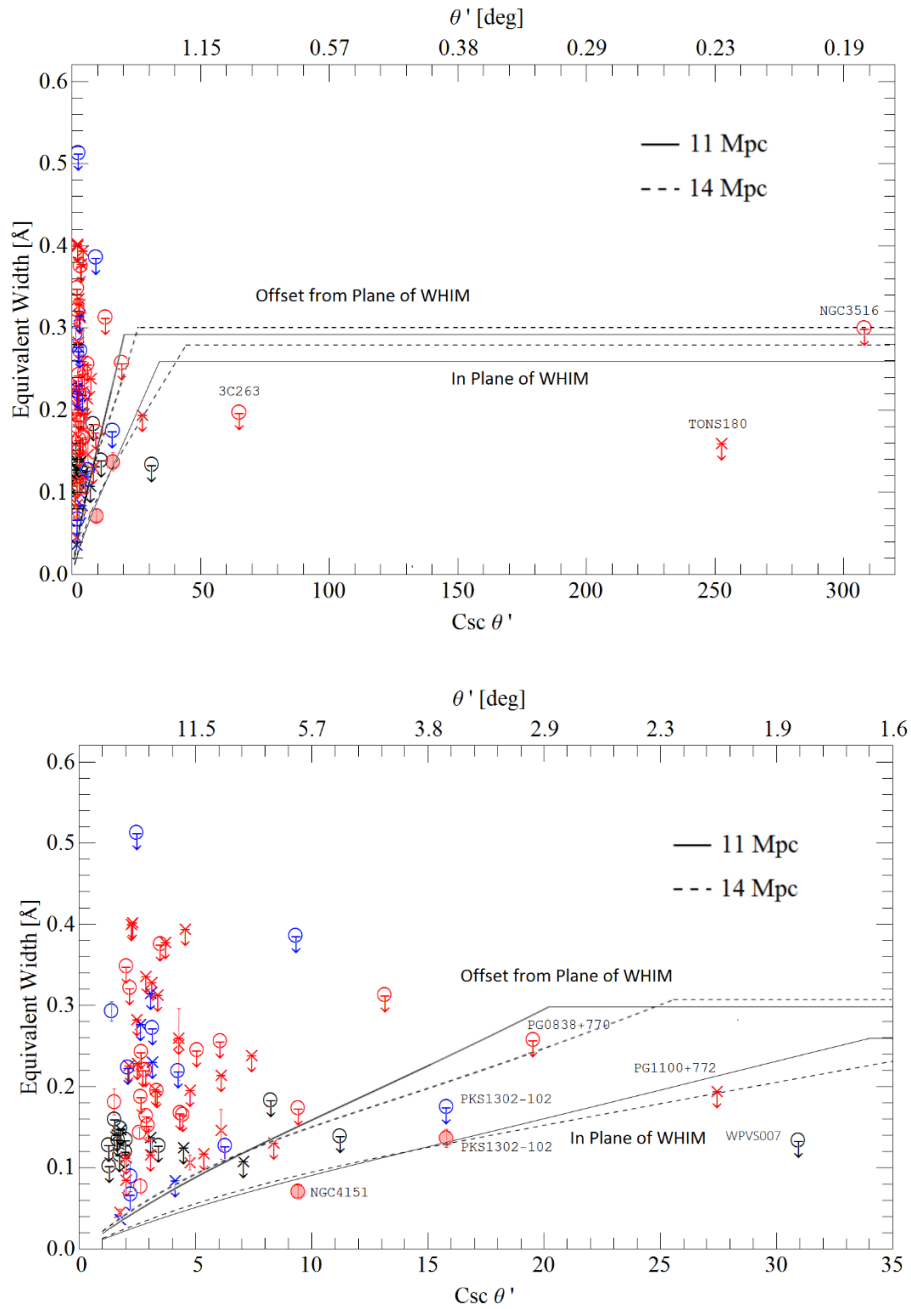 θ ' [deg]
1.15 0.57 0.38 0.29 0.23 0.19
0.6
0.5
0.4
0.3
0.2
0.1
0.0
Equivalent Width [Å]
11 Mpc
14 Mpc
Offset from Plane of WHIM
NGC3516
In Plane of WHIM
3C263
TONS180
0 50 100 150 200 250 300
Csc θ '
θ ' [deg]
11.5 5.7 3.8 2.9 2.3 1.9 1.6
0.6
0.5
0.4
0.3
0.2
0.1
0.0
Equivalent Width [Å]
11 Mpc
14 Mpc
Offset from Plane of WHIM
PG0838+770
PG1100+772
PKS1302-102
PKS1302-102
In Plane of WHIM
WPVS007
NGC4151
0 5 10 15 20 25 30 35
Csc θ '